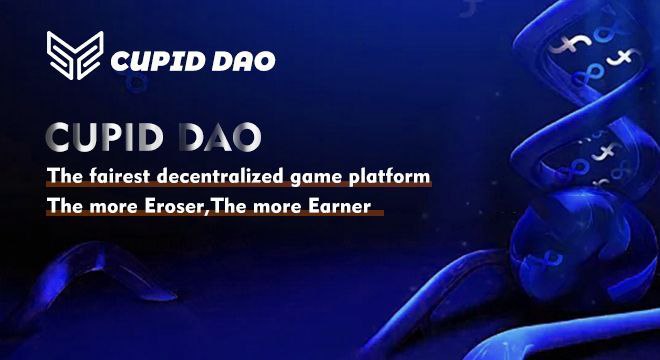 CUPID DAO
CUPID DAO
The fairest decentralized game platform
The more Eroser,The more Earner